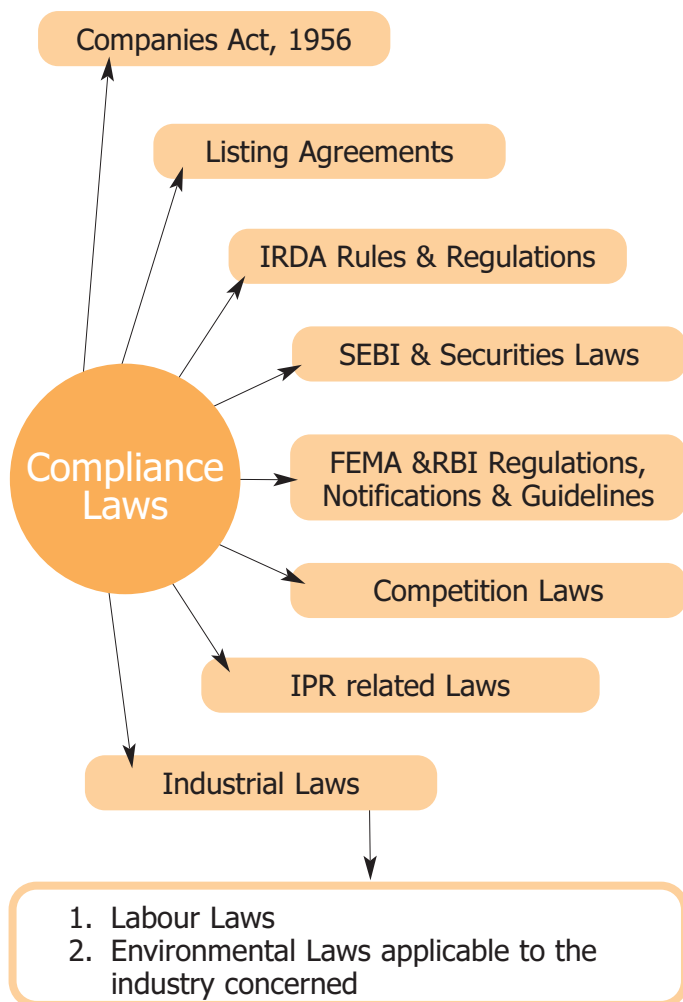 Companies Act, 1956
Listing Agreements
IRDA Rules & Regulations
SEBI & Securities Laws
Compliance
Laws
FEMA &RBI Regulations,
Notifications & Guidelines
Competition Laws
IPR related Laws
Industrial Laws
1. Labour Laws
2. Environmental Laws applicable to the
industry concerned